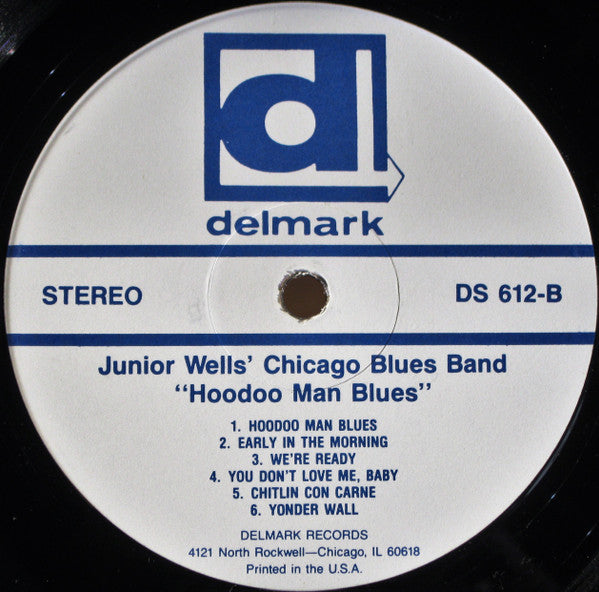 d
delmark
STEREO DS 612-B
Junior Wells' Chicago Blues Band
"Hoodoo Man Blues"
1. HOODOO MAN BLUES
2. EARLY IN THE MORNING
3. WE'RE READY
4. YOU DON'T LOVE ME, BABY
5. CHITLIN CON CARNE
6. YONDER WALL
DELMARK RECORDS
4121 North Rockwell—Chicago, IL 60618
Printed in the U.S.A.